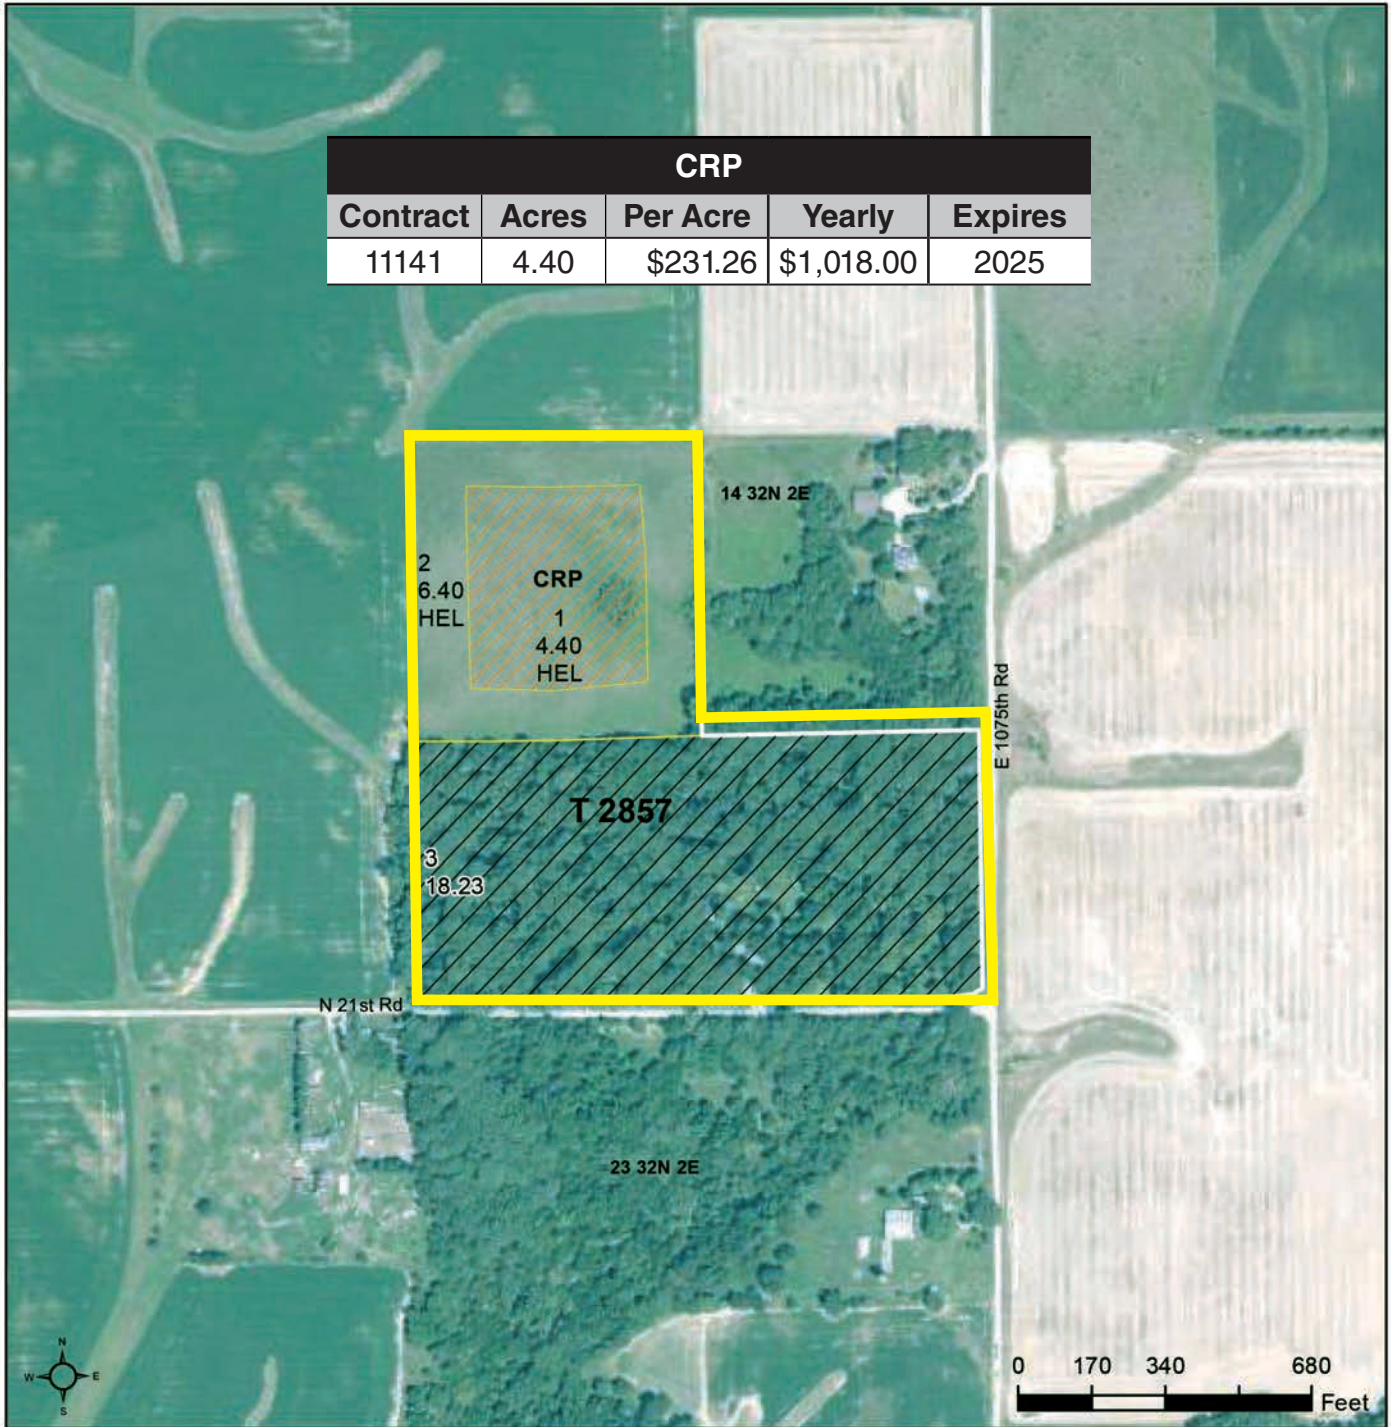 CRP
Contract Acres Per Acre Yearly Expires
11141 4.40 $231.26 $1,018.00 2025
14 32N 2E
2
6.40
HEL
CRP
1
4.40
HEL
E 1075th Rd
T 2857
3
18.23
N 21st Rd
23 32N 2E
N
W E
S
0 170 340 680
Feet